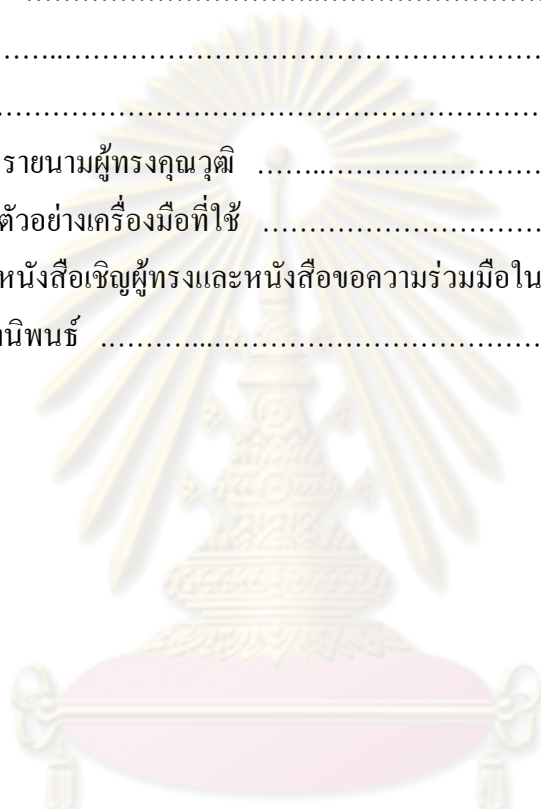 ……………………………..……………………
…..……………………………………………
……………………………………………………
รายนามผู้ทรงคุณวุฒิ ……..……………………
ตัวอย่างเครื่องมือที่ใช้ …………………………
หนังสือเชิญผู้ทรงและหนังสือขอความร่วมมือใน
านิพนธ์ ………...………………………………